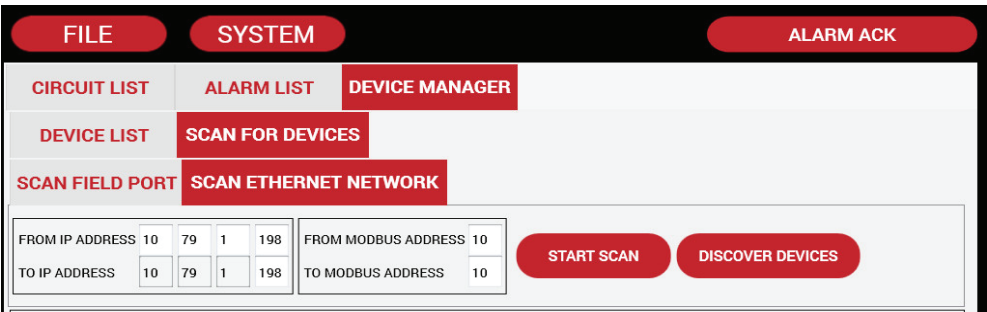 FILE SYSTEM ALARM ACK
CIRCUIT LIST ALARM LIST DEVICE MANAGER
DEVICE LIST SCAN FOR DEVICES
SCAN FIELD PORT SCAN ETHERNET NETWORK
FROM IP ADDRESS 10 79 1 198 FROM MODBUS ADDRESS 10
TO IP ADDRESS 10 79 1 198 TO MODBUS ADDRESS 10
START SCAN DISCOVER DEVICES